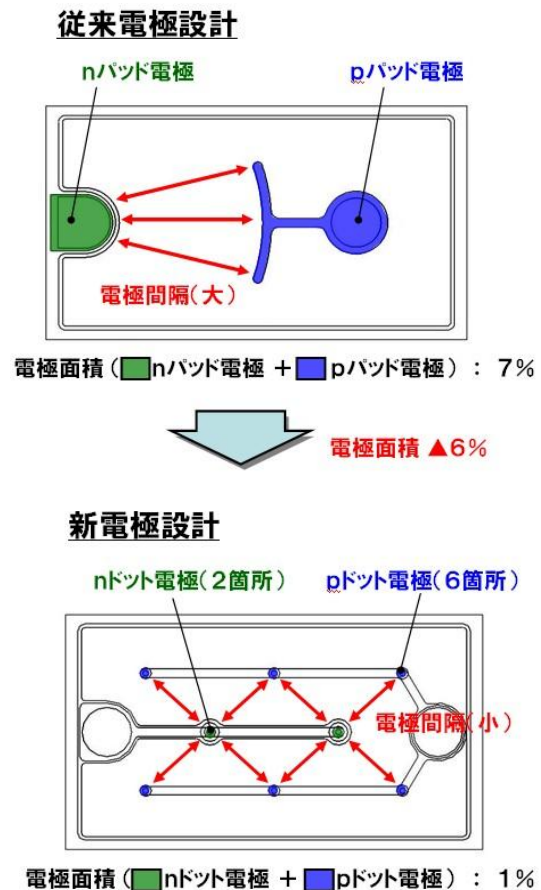 従来電極設計
nパッド電極 pパッド電極
電極間隔(大)
電極面積(nパッド電極 + pパッド電極) : 7%
電極面積 ▲6%
新電極設計
nドット電極(2箇所) pドット電極(6箇所)
電極間隔(小)
電極面積(nドット電極 + pドット電極) : 1%